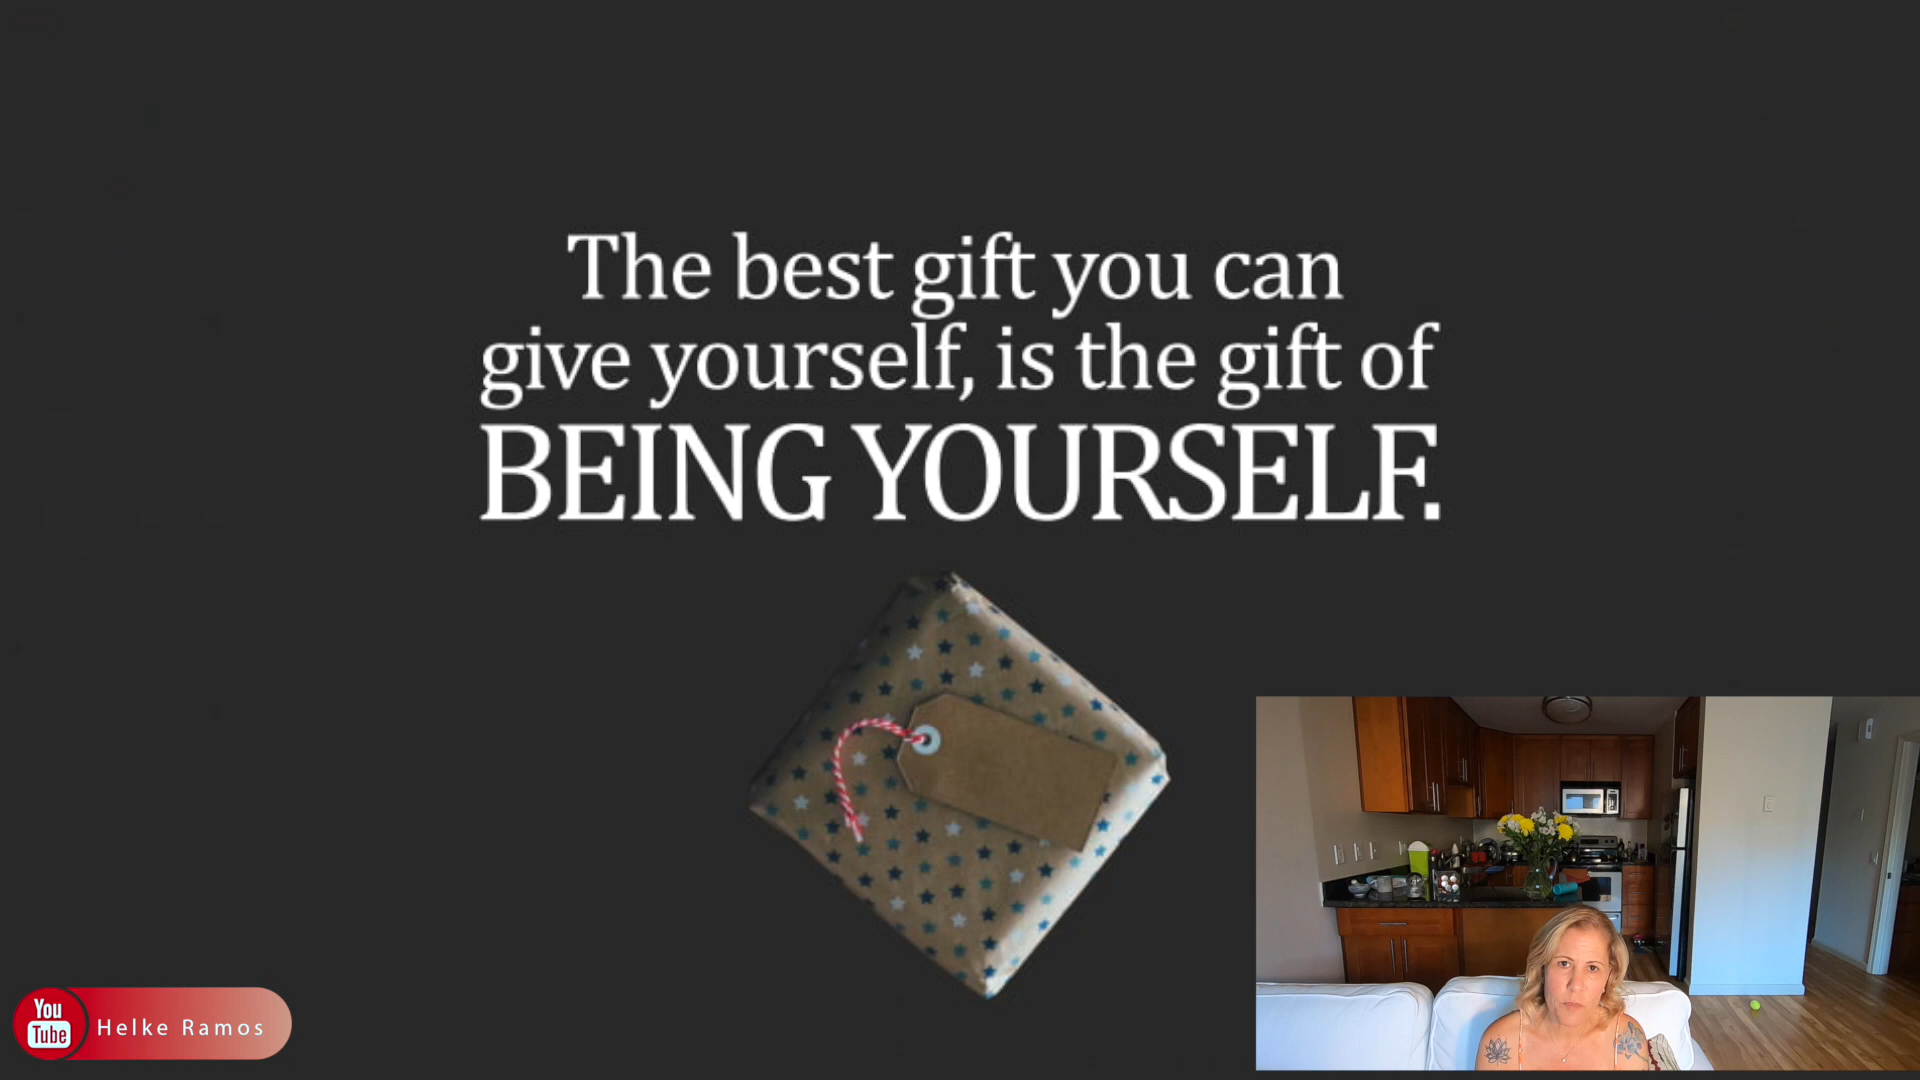 The best gift you can
give yourself, is the gift of
BEING YOURSELF.
You
Tube
Helke Ramos